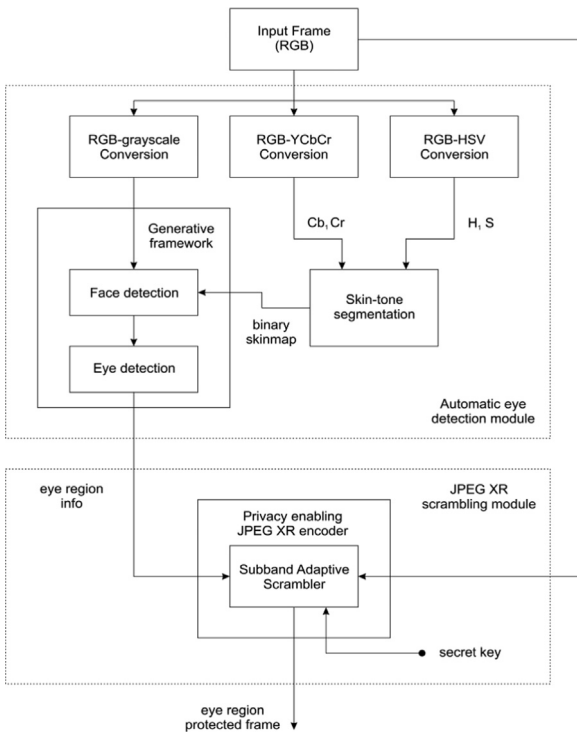 Input Frame
(RGB)
RGB-grayscale
Conversion
RGB-YCbCr
Conversion
RGB-HSV
Conversion
Generative
framework
Cb, Cr
H, S
Face detection
Skin-tone
segmentation
binary
skinmap
Eye detection
Automatic eye
detection module
eye region
info
JPEG XR
scrambling module
Privacy enabling
JPEG XR encoder
Subband Adaptive
Scrambler
secret key
eye region
protected frame